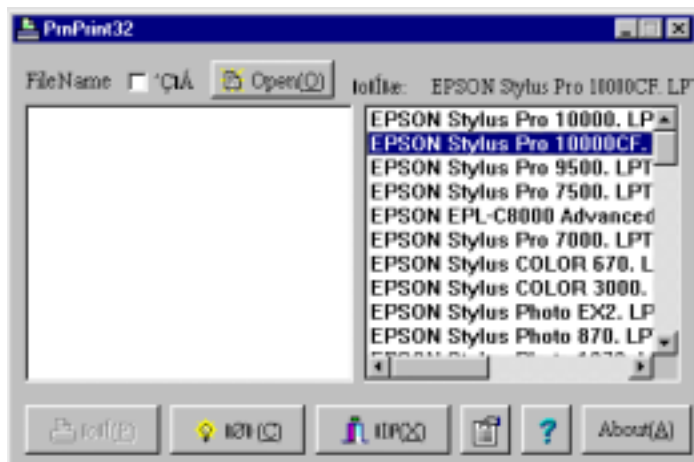 PrnPrint32
FileName Open(O) EPSON Stylus Pro 10000CF. LP
EPSON Stylus Pro 10000. LP
EPSON Stylus Pro 10000CF.
EPSON Stylus Pro 9500. LPT
EPSON Stylus Pro 7500. LPT
EPSON EPL-C8000 Advanced
EPSON Stylus Pro 7000. LPT
EPSON Stylus COLOR 670. L
EPSON Stylus COLOR 3000.
EPSON Stylus Photo EX2. LP
EPSON Stylus Photo 870. LP
(P) (C) (X) ? About(A)